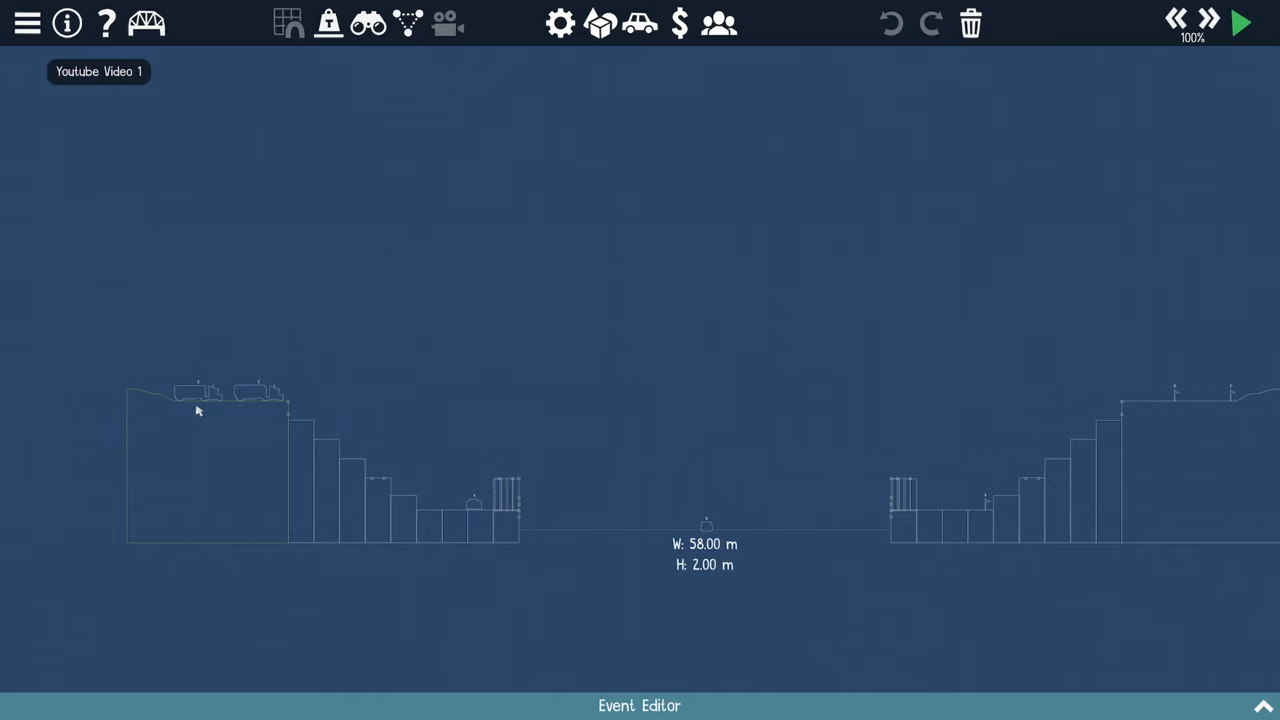 ?
T
$
100%
Youtube Video 1
W: 58.00 m
H: 2.00 m
Event Editor